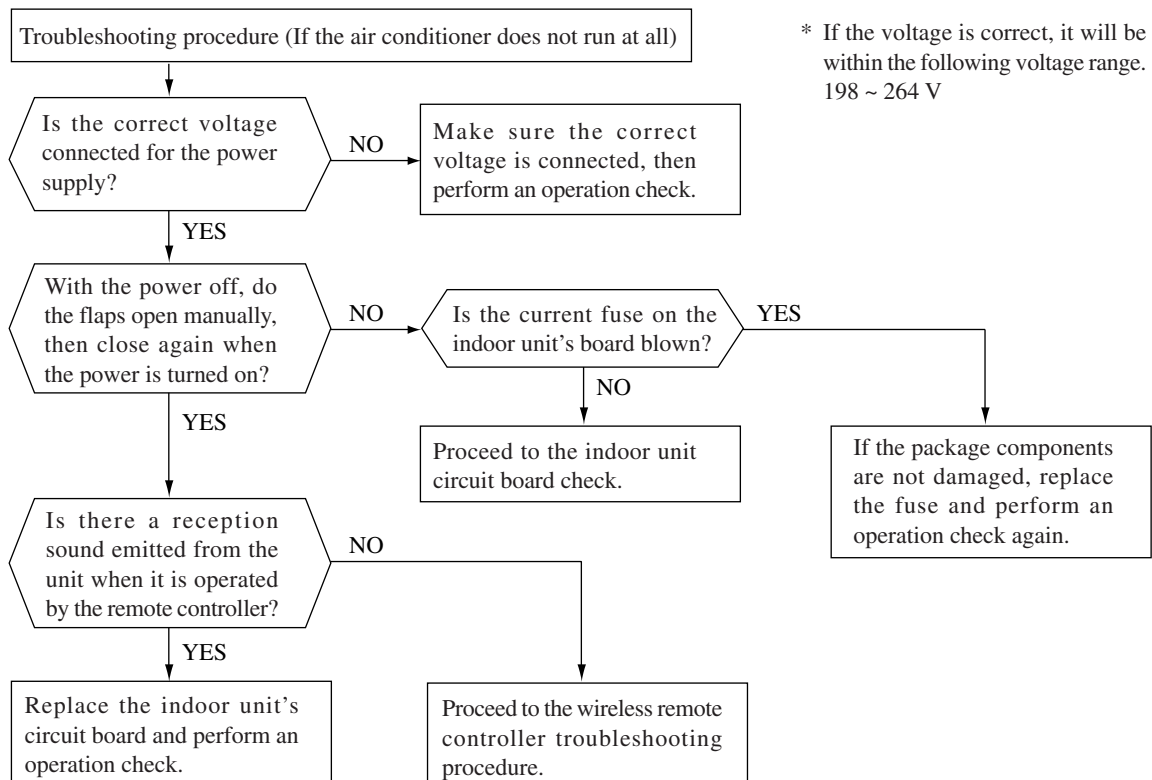 Troubleshooting procedure (If the air conditioner does not run at all)
* If the voltage is correct, it will be
within the following voltage range.
198 ~ 264 V
Is the correct voltage
connected for the power
supply?
NO
Make sure the correct
voltage is connected, then
perform an operation check.
YES
With the power off, do
the flaps open manually,
then close again when
the power is turned on?
NO
Is the current fuse on the
indoor unit's board blown?
YES
NO
YES
Proceed to the indoor unit
circuit board check.
If the package components
are not damaged, replace
the fuse and perform an
operation check again.
Is there a reception
sound emitted from the
unit when it is operated
by the remote controller?
NO
YES
Replace the indoor unit's
circuit board and perform an
operation check.
Proceed to the wireless remote
controller troubleshooting
procedure.